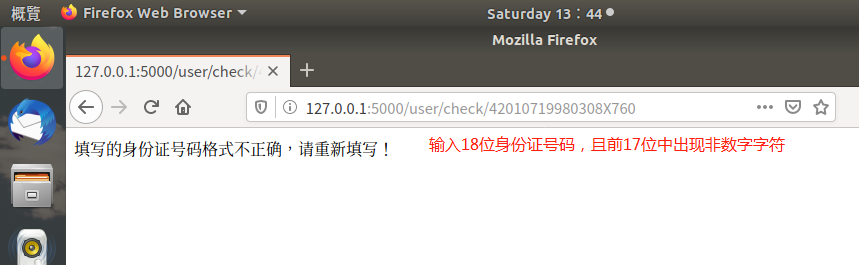 概覽 Firefox Web Browser Saturday 13：44
Mozilla Firefox
127.0.0.1:5000/user/check/
127.0.0.1:5000/user/check/42010719980308X760
填写的身份证号码格式不正确，请重新填写！ 输入18位身份证号码，且前17位中出现非数字字符